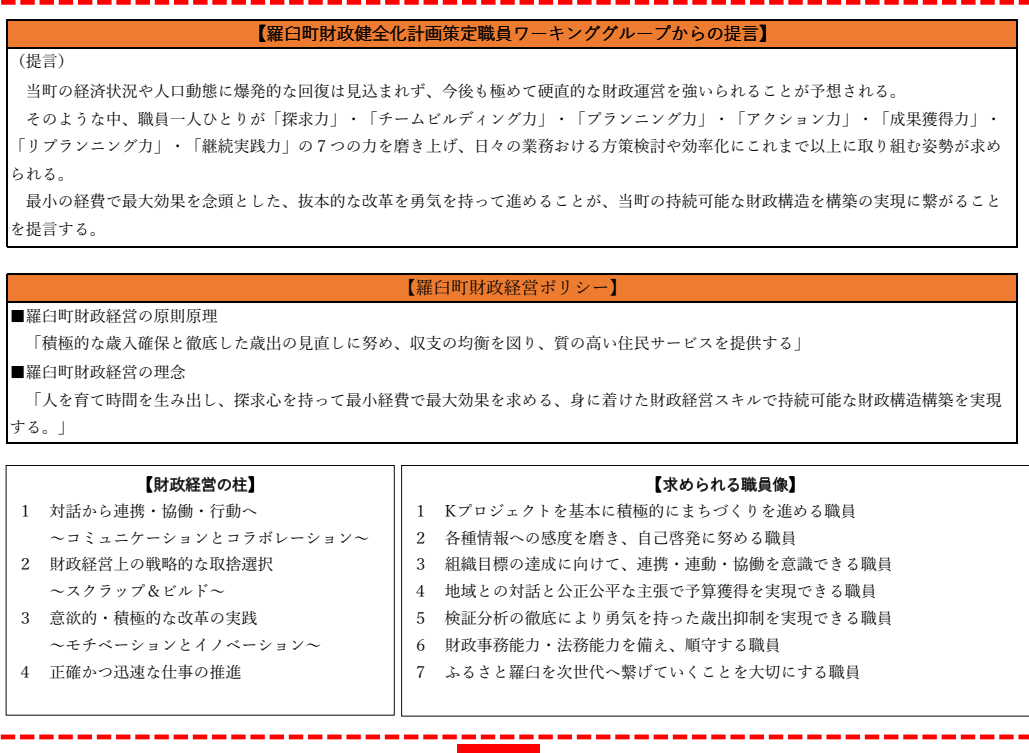 【羅臼町財政健全化計画策定職員ワーキンググループからの提言】
（提言）
当町の経済状況や人口動態に爆発的な回復は見込まれず、今後も極めて硬直的な財政運営を強いられることが予想される。
そのような中、職員一人ひとりが「探求力」・「チームビルディング力」・「プランニング力」・「アクション力」・「成果獲得力」・
「リプランニング力」・「継続実践力」の７つの力を磨き上げ、日々の業務おける方策検討や効率化にこれまで以上に取り組む姿勢が求め
られる。
最小の経費で最大効果を念頭とした、抜本的な改革を勇気を持って進めることが、当町の持続可能な財政構造を構築の実現に繋がること
を提言する。
【羅臼町財政経営ポリシー】
■羅臼町財政経営の原則原理
「積極的な歳入確保と徹底した歳出の見直しに努め、収支の均衡を図り、質の高い住民サービスを提供する」
■羅臼町財政経営の理念
「人を育て時間を生み出し、探求心を持って最小経費で最大効果を求める、身に着けた財政経営スキルで持続可能な財政構造構築を実現
する。」
【財政経営の柱】
1　対話から連携・協働・行動へ
～コミュニケーションとコラボレーション～
2　財政経営上の戦略的な取捨選択
～スクラップ＆ビルド～
3　意欲的・積極的な改革の実践
～モチベーションとイノベーション～
4　正確かつ迅速な仕事の推進
【求められる職員像】
1　Kプロジェクトを基本に積極的にまちづくりを進める職員
2　各種情報への感度を磨き、自己啓発に努める職員
3　組織目標の達成に向けて、連携・連動・協働を意識できる職員
4　地域との対話と公正公平な主張で予算獲得を実現できる職員
5　検証分析の徹底により勇気を持った歳出抑制を実現できる職員
6　財政事務能力・法務能力を備え、順守する職員
7　ふるさと羅臼を次世代へ繋げていくことを大切にする職員